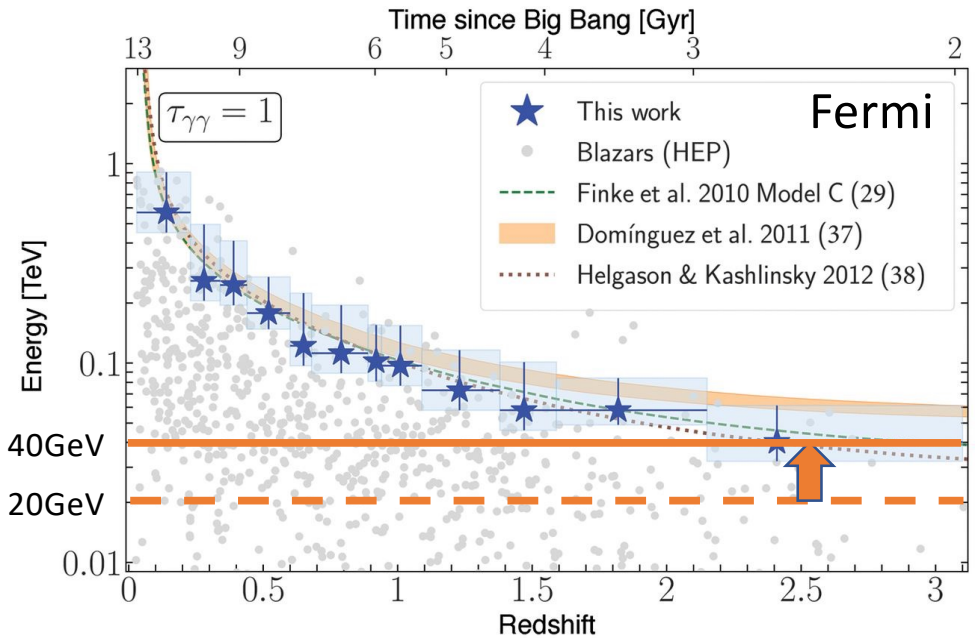 Time since Big Bang [Gyr]
13 9 6 5 4 3 2
τγγ = 1
Fermi
This work
Blazars (HEP)
Finke et al. 2010 Model C (29)
Domínguez et al. 2011 (37)
Helgason & Kashlinsky 2012 (38)
Energy [TeV]
1
0.1
40GeV
20GeV
0.01
0 0.5 1 1.5 2 2.5 3
Redshift